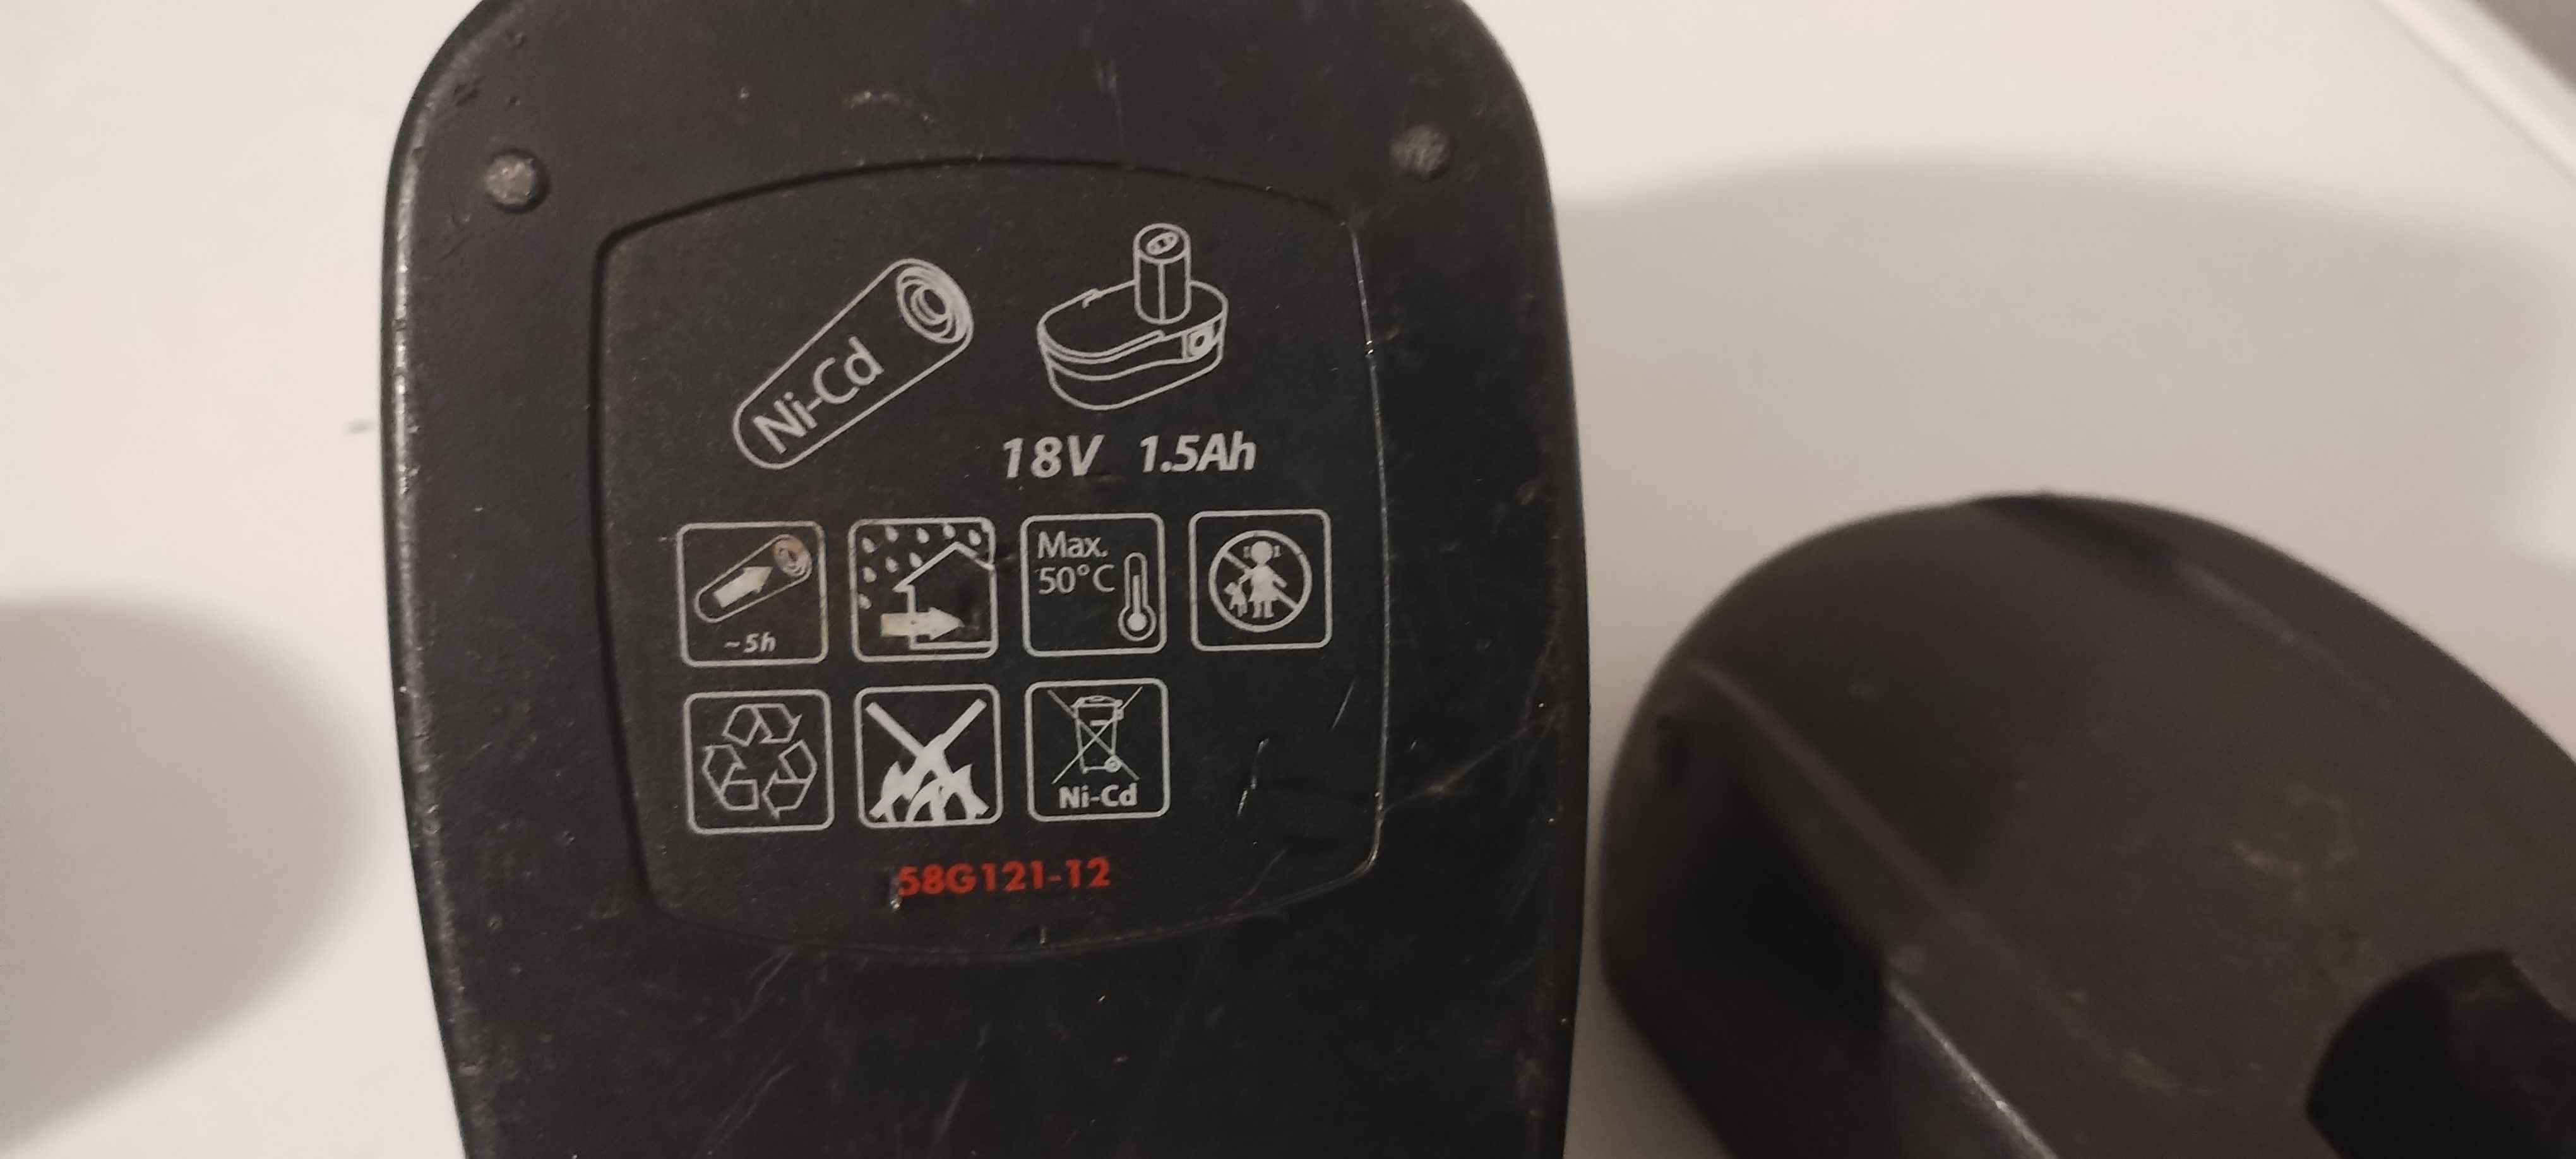 Ni-Cd
18V 1.5Ah
~5h
Max.
50°C
Ni-Cd
58G121-12